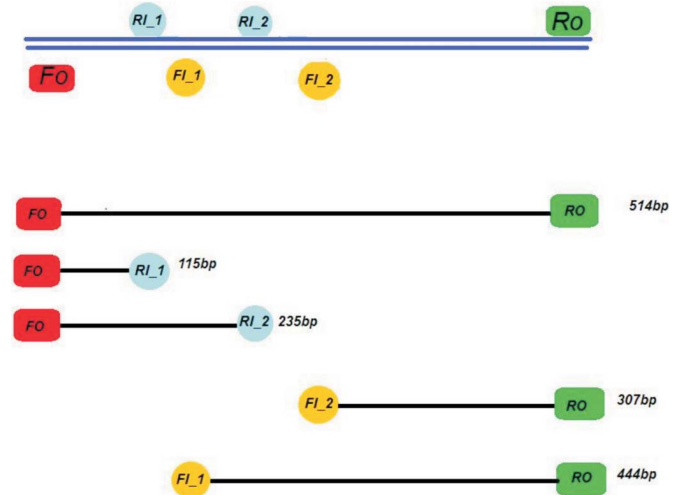 RI_1 RI_2 Ro
Fo FI_1 FI_2
FO RO 514bp
FO RI_1 115bp
FO RI_2 235bp
FI_2 RO 307bp
FI_1 RO 444bp